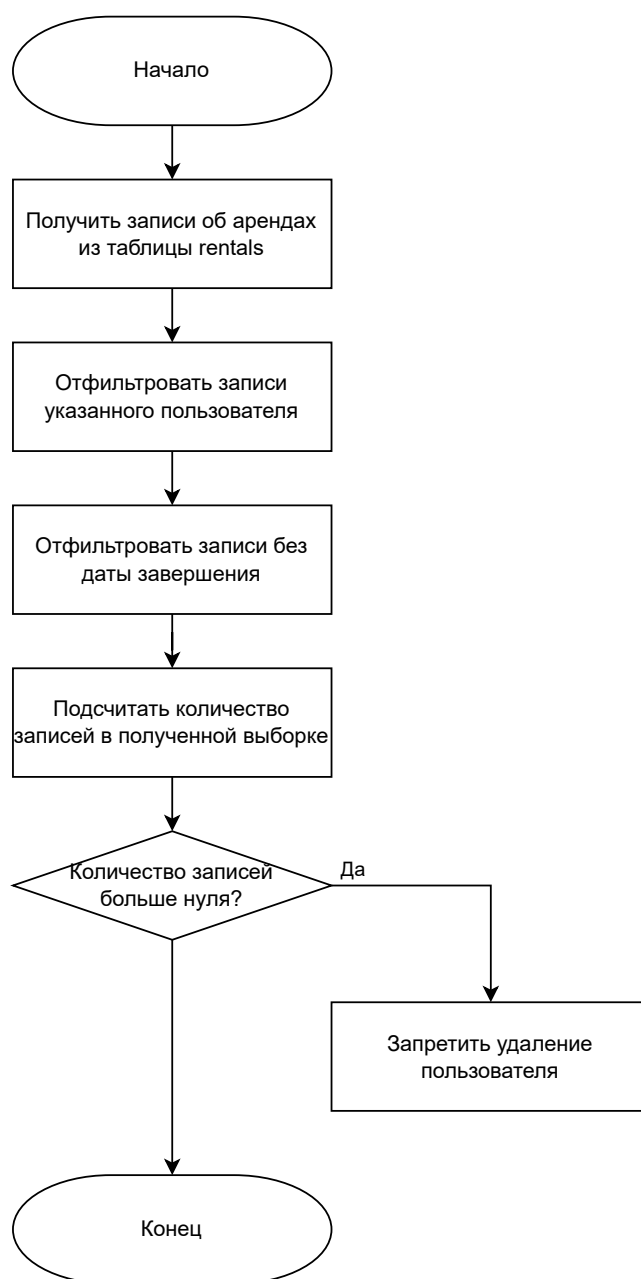 Начало
Получить записи об арендах
из таблицы rentals
Отфильтровать записи
указанного пользователя
Отфильтровать записи без
даты завершения
Подсчитать количество
записей в полученной выборке
Количество записей
больше нуля?
Да
Запретить удаление
пользователя
Конец